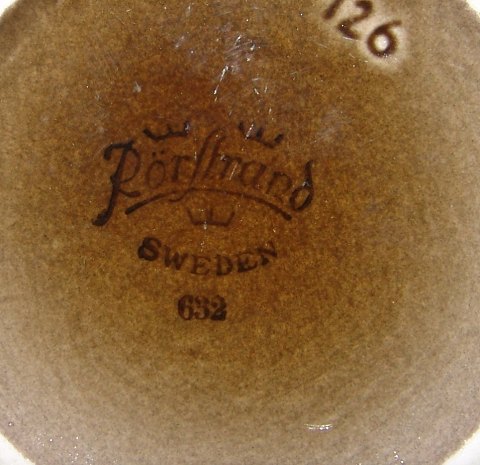 126
Rörstrand
SWEDEN
632